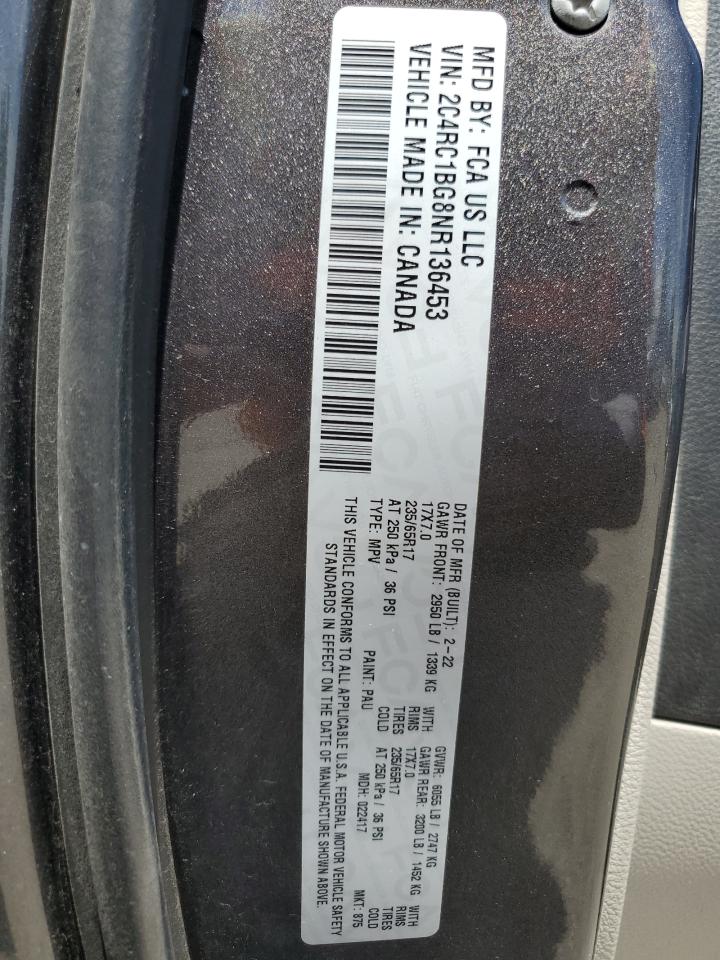 MFD BY: FCA US LLC
VIN: 2C4RC1BG8NR136453
VEHICLE MADE IN: CANADA
DATE OF MFR (BUILT): 2-22 GVWR: 6055 LB / 2747 KG
GAWR FRONT: 2950 LB / 1339 KG WITH GAWR REAR: 3200 LB / 1452 KG WITH
17X7.0 RIMS 17X7.0 RIMS
235/65R17 TIRES 235/65R17 TIRES
AT 250 kPa / 36 PSI COLD AT 250 kPa / 36 PSI COLD
TYPE: MPV PAINT: PAU MDH: 022417 MKT: 875
THIS VEHICLE CONFORMS TO ALL APPLICABLE U.S.A. FEDERAL MOTOR VEHICLE SAFETY
STANDARDS IN EFFECT ON THE DATE OF MANUFACTURE SHOWN ABOVE.